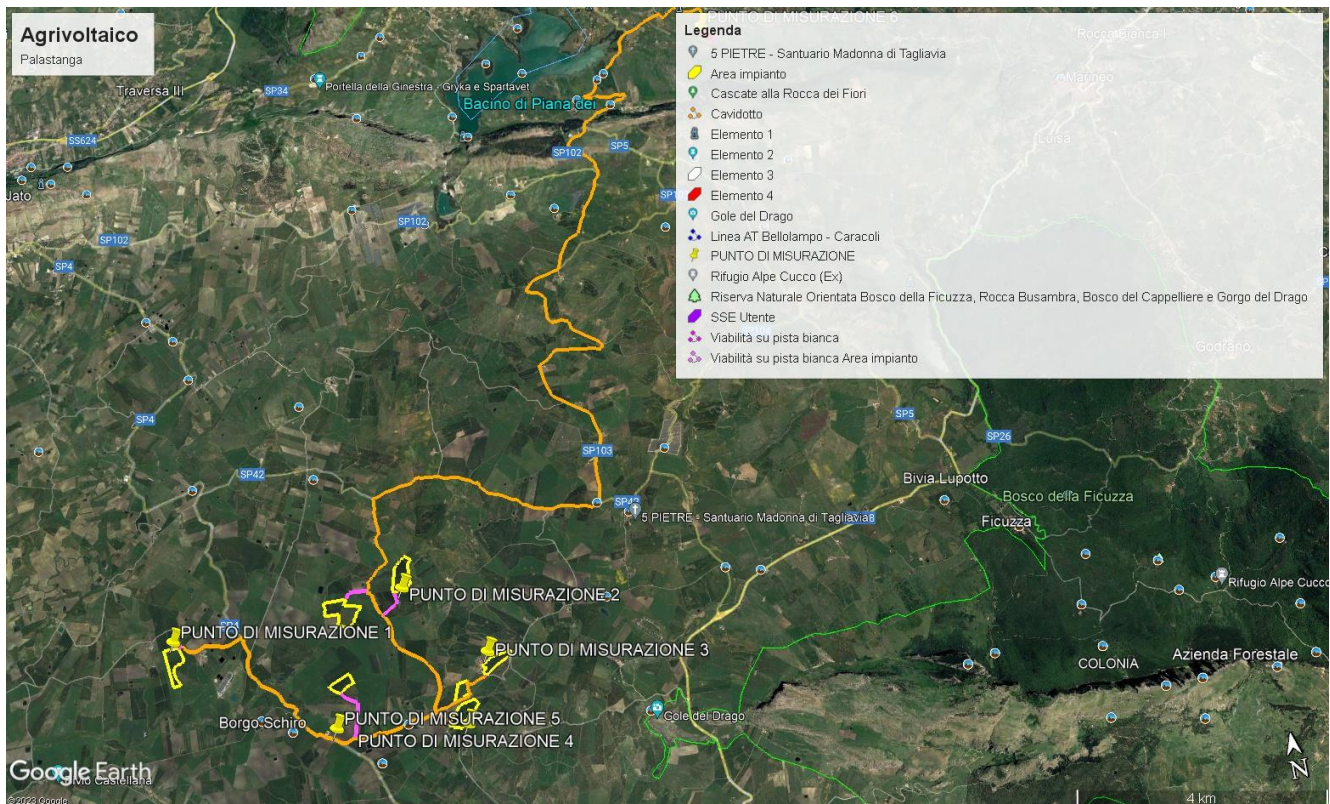 Agrivoltaico
Palastanga
Legenda
5 PIETRE - Santuario Madonna di Tagliavia
Area impianto
Cascate alla Rocca dei Fiori
Cavidotto
Elemento 1
Elemento 2
Elemento 3
Elemento 4
Gole del Drago
Linea AT Bellolampo - Caracoli
PUNTO DI MISURAZIONE
Rifugio Alpe Cucco (Ex)
Riserva Naturale Orientata Bosco della Ficuzza, Rocca Busambra, Bosco del Cappelliere e Gorgo del Drago
SSE Utente
Viabilità su pista bianca
Viabilità su pista bianca Area impianto
PUNTO DI MISURAZIONE 6
Marineo
Luisa
Godrano
Traversa III
SP34
Portella della Ginestra - Gryka e Spartavet
Bacino di Piana dei
SS624
SP102
SP5
Jato
SP102
SP102
SP4
SP4
SP5
SP26
SP103
SP42
Bivia Lupotto
Bosco della Ficuzza
SP42
5 PIETRE - Santuario Madonna di Tagliavia
Ficuzza
Rifugio Alpe Cucco
PUNTO DI MISURAZIONE 2
PUNTO DI MISURAZIONE 1
PUNTO DI MISURAZIONE 3
COLONIA
Azienda Forestale
Borgo Schiro
PUNTO DI MISURAZIONE 5
Gole del Drago
PUNTO DI MISURAZIONE 4
Google Earth
©2023 Google
4 km
N